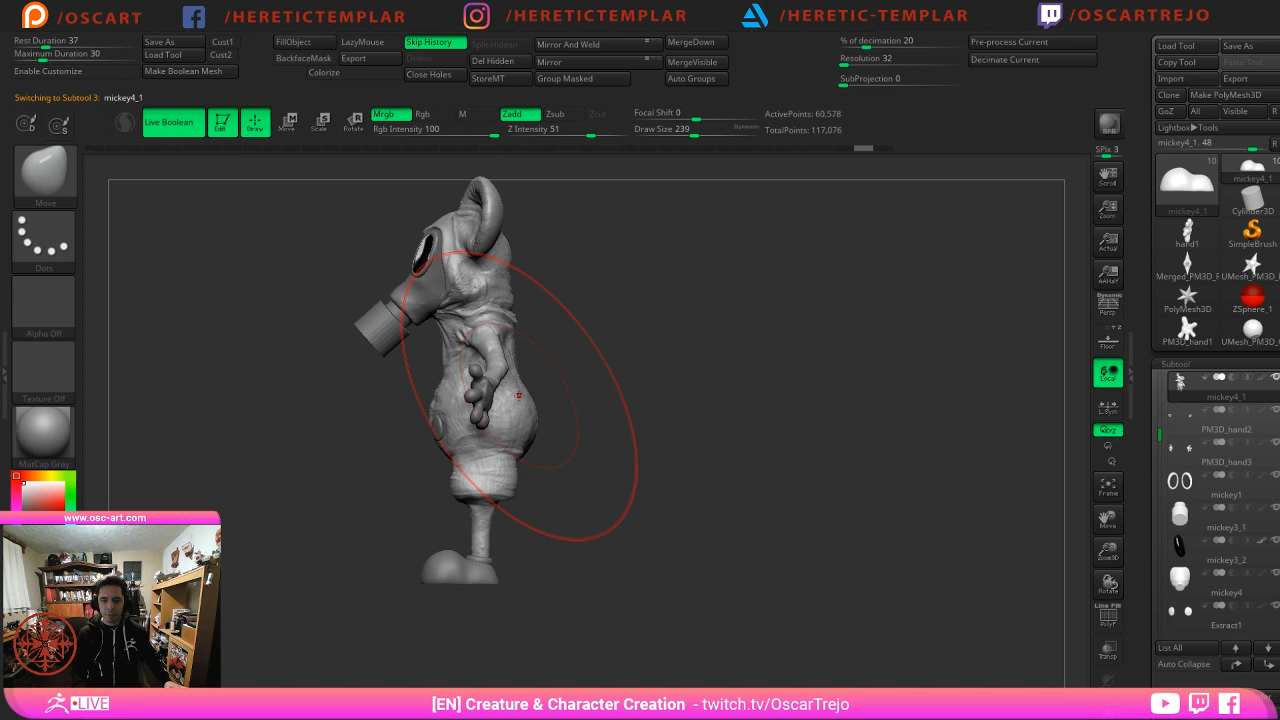 /OSCART
/HERETICTEMPLAR
/HERETICTEMPLAR
/HERETIC-TEMPLAR
/OSCARTREJO
Rest Duration 37
Maximum Duration 30
Enable Customize
Save As
Cust1
Load Tool
Cust2
Make Boolean Mesh
FillObject
LazyMouse
Skip History
Split Hidden
Mirror And Weld
MergeDown
BackfaceMask
Export
Delete
Del Hidden
Mirror
MergeVisible
Colorize
Close Holes
StoreMT
Group Masked
Auto Groups
% of decimation 20
Resolution 32
SubProjection 0
Pre-process Current
Decimate Current
Load Tool
Save As
Copy Tool
Paste Tool
Import
Export
Clone
Make PolyMesh3D
GoZ
All
Visible
R
Lightbox▶Tools
mickey4_1. 48
R
Switching to Subtool 3: mickey4_1
Live Boolean
Edit
Draw
Move
Scale
Rotate
Mrgb
Rgb
M
Rgb Intensity 100
Zadd
Zsub
Zcut
Z Intensity 51
Focal Shift 0
Draw Size 239
Dynamic
ActivePoints: 60,578
TotalPoints: 117,076
Move
Dots
Alpha Off
Texture Off
MatCap Gray
BPR
SPix 3
Scroll
Zoom
Actual
AAHalf
Dynamic
Persp
Floor
Local
L.Sym
XYZ
Frame
Move
Zoom3D
Rotate
Line Fill
PolyF
Transp
10
10
mickey4_1
mickey4_1
Cylinder3D
hand1
SimpleBrush
Merged_PM3D_F
UMesh_PM3D_E
PolyMesh3D
ZSphere_1
PM3D_hand1
UMesh_PM3D_
Subtool
mickey4_1
PM3D_hand2
PM3D_hand3
mickey1
mickey3_1
mickey3_2
mickey4
Extract1
List All
Auto Collapse
www.osc-art.com
LIVE
[EN] Creature & Character Creation - twitch.tv/OscarTrejo